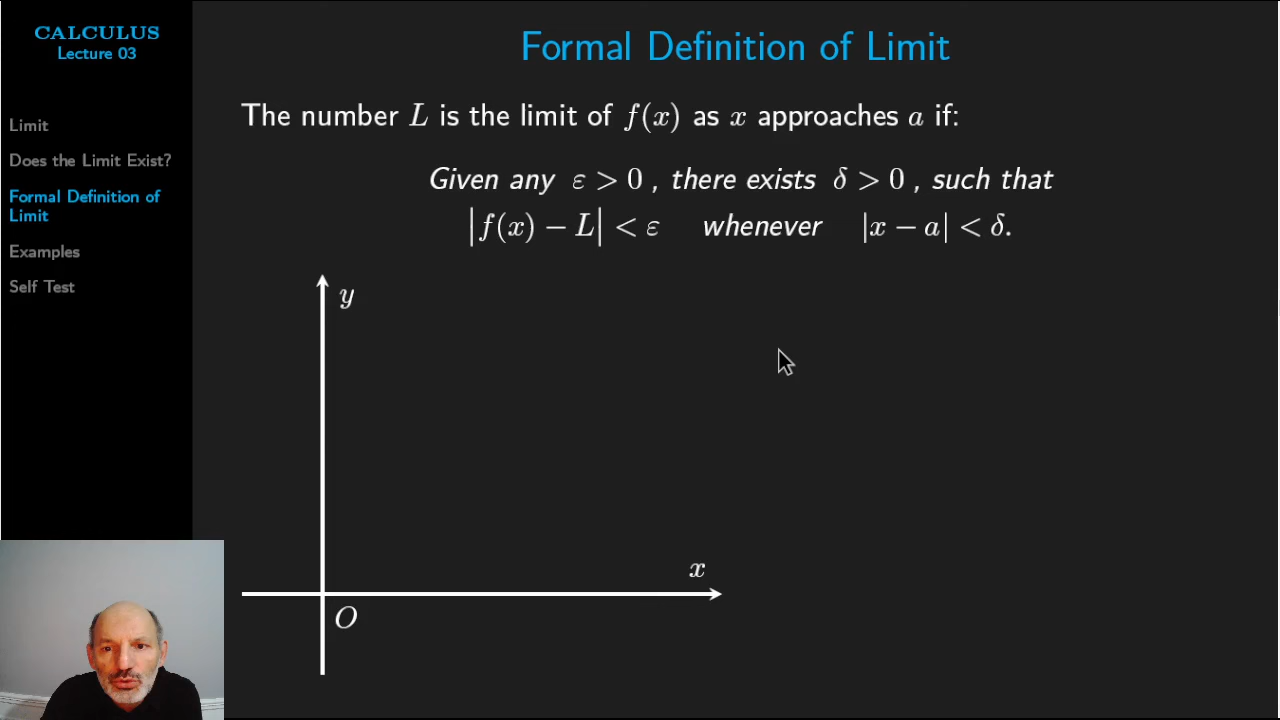 CALCULUS
Lecture 03
Limit
Does the Limit Exist?
Formal Definition of
Limit
Examples
Self Test
Formal Definition of Limit
The number L is the limit of f(x) as x approaches a if:
Given any ε > 0 , there exists δ > 0 , such that
|f(x) − L| < ε whenever |x − a| < δ.
y
x
O